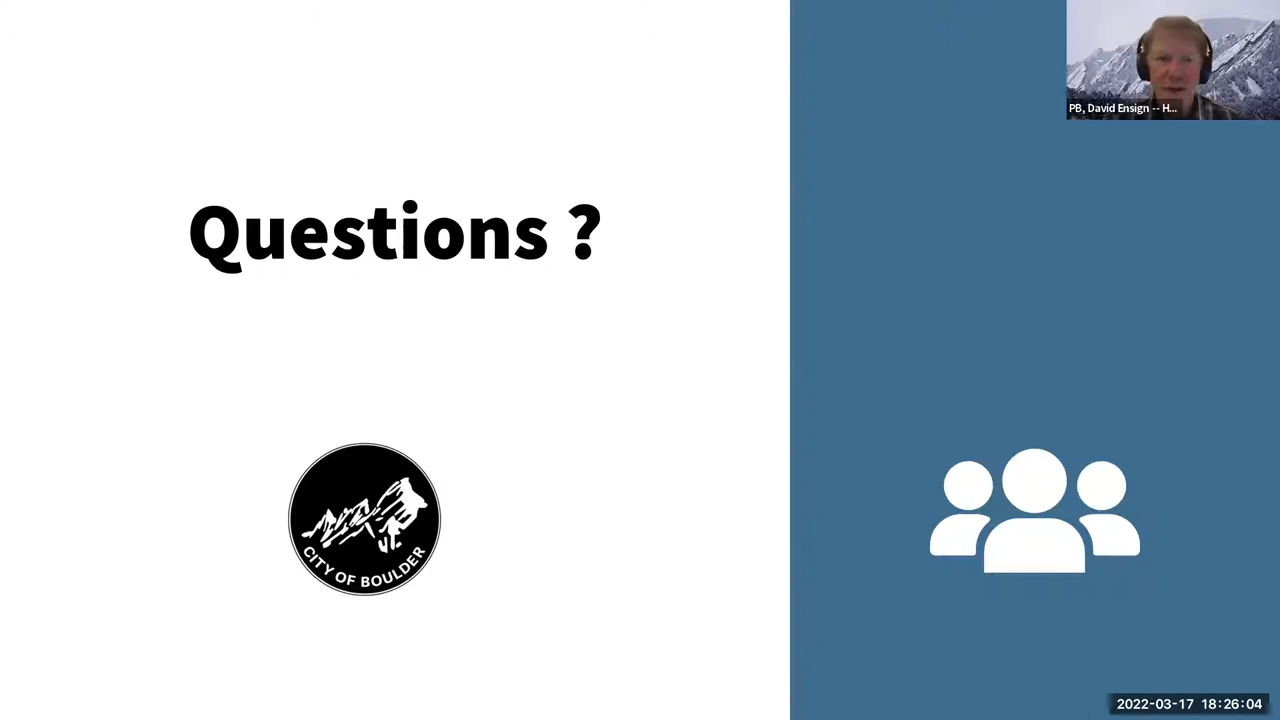 PB, David Ensign -- H...
Questions ?
CITY OF BOULDER
2022-03-17 18:26:04